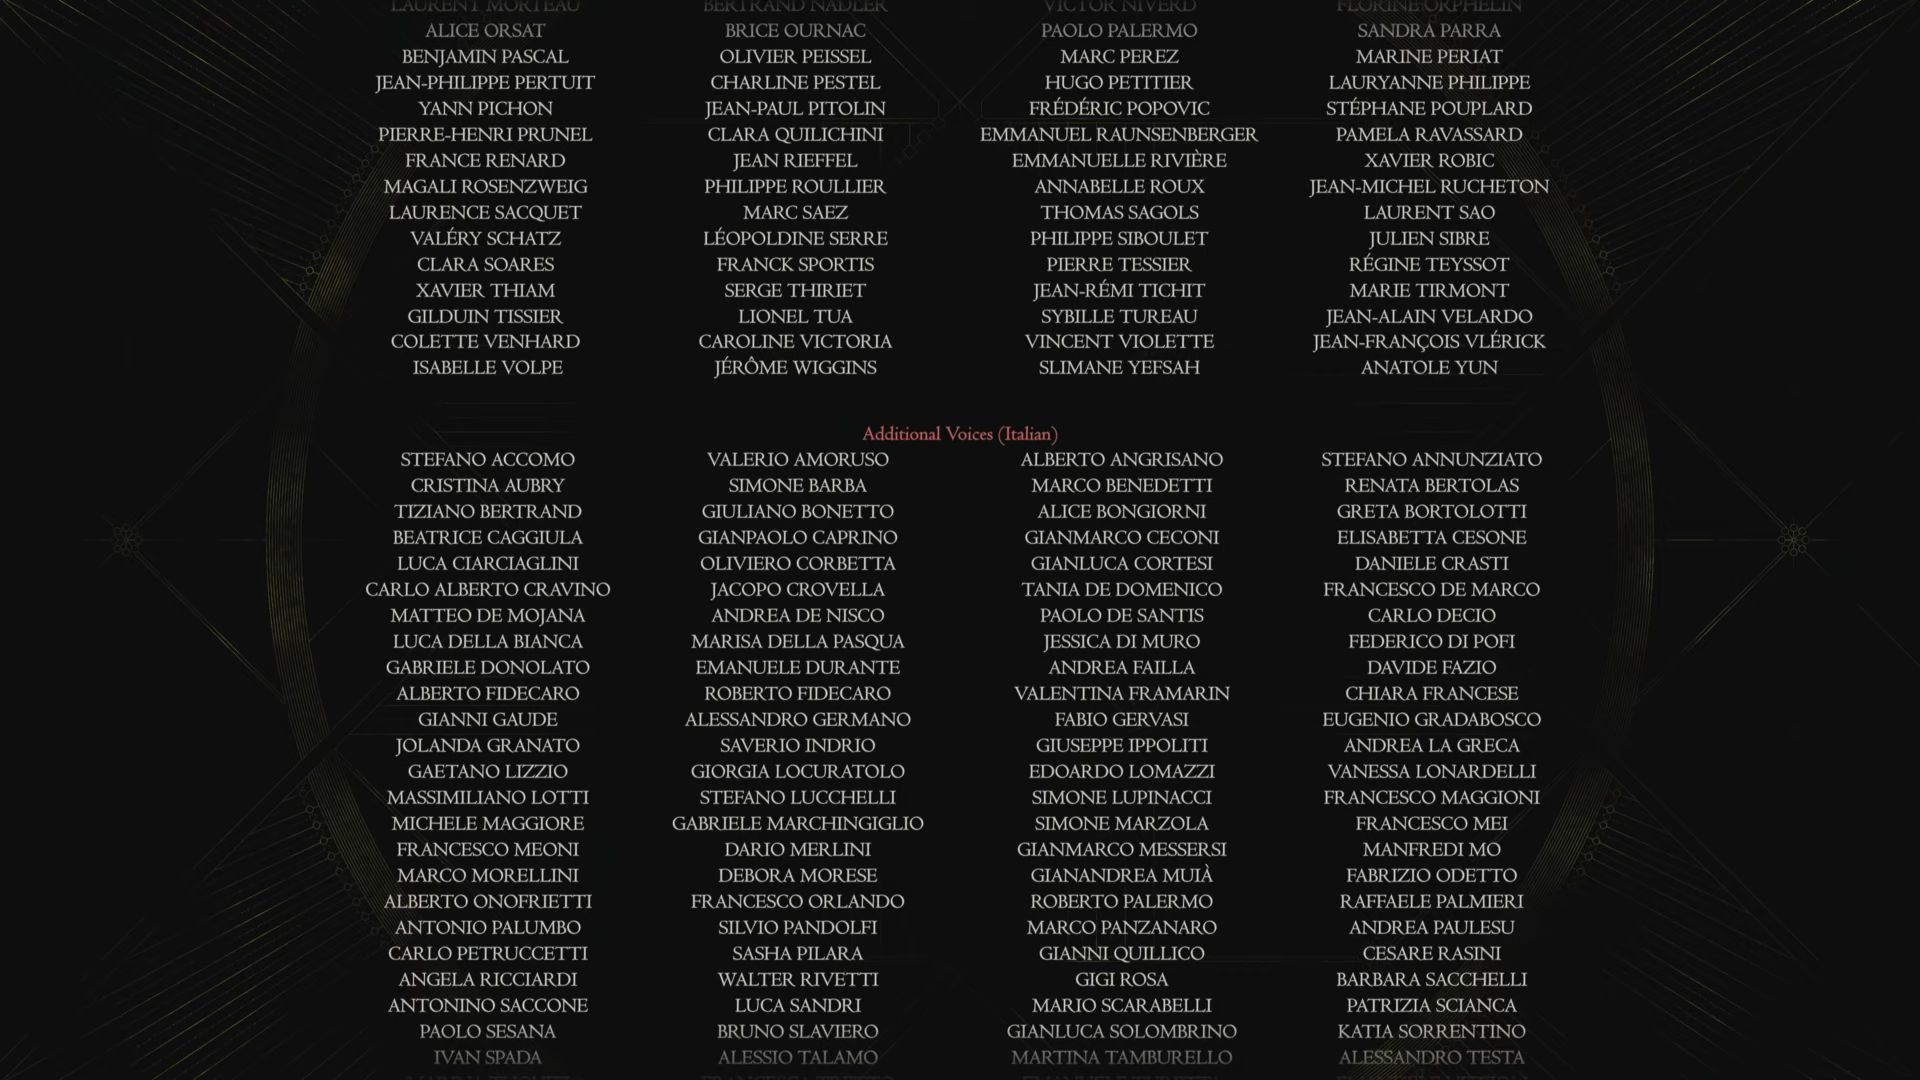 LAURENT MORTEAU BERTRAND NADLER VICTOR NIVERD FLORINE ORPHELIN
ALICE ORSAT BRICE OURNAC PAOLO PALERMO SANDRA PARRA
BENJAMIN PASCAL OLIVIER PEISSEL MARC PEREZ MARINE PERIAT
JEAN-PHILIPPE PERTUIT CHARLINE PESTEL HUGO PETITIER LAURYANNE PHILIPPE
YANN PICHON JEAN-PAUL PITOLIN FRÉDÉRIC POPOVIC STÉPHANE POUPLARD
PIERRE-HENRI PRUNEL CLARA QUILICHINI EMMANUEL RAUNSENBERGER PAMELA RAVASSARD
FRANCE RENARD JEAN RIEFFEL EMMANUELLE RIVIÈRE XAVIER ROBIC
MAGALI ROSENZWEIG PHILIPPE ROULLIER ANNABELLE ROUX JEAN-MICHEL RUCHETON
LAURENCE SACQUET MARC SAEZ THOMAS SAGOLS LAURENT SAO
VALÉRY SCHATZ LÉOPOLDINE SERRE PHILIPPE SIBOULET JULIEN SIBRE
CLARA SOARES FRANCK SPORTIS PIERRE TESSIER RÉGINE TEYSSOT
XAVIER THIAM SERGE THIRIET JEAN-RÉMI TICHIT MARIE TIRMONT
GILDUIN TISSIER LIONEL TUA SYBILLE TUREAU JEAN-ALAIN VELARDO
COLETTE VENHARD CAROLINE VICTORIA VINCENT VIOLETTE JEAN-FRANÇOIS VLÉRICK
ISABELLE VOLPE JÉRÔME WIGGINS SLIMANE YEFSAH ANATOLE YUN
Additional Voices (Italian)
STEFANO ACCOMO VALERIO AMORUSO ALBERTO ANGRISANO STEFANO ANNUNZIATO
CRISTINA AUBRY SIMONE BARBA MARCO BENEDETTI RENATA BERTOLAS
TIZIANO BERTRAND GIULIANO BONETTO ALICE BONGIORNI GRETA BORTOLOTTI
BEATRICE CAGGIULA GIANPAOLO CAPRINO GIANMARCO CECONI ELISABETTA CESONE
LUCA CIARCIAGLINI OLIVIERO CORBETTA GIANLUCA CORTESI DANIELE CRASTI
CARLO ALBERTO CRAVINO JACOPO CROVELLA TANIA DE DOMENICO FRANCESCO DE MARCO
MATTEO DE MOJANA ANDREA DE NISCO PAOLO DE SANTIS CARLO DECIO
LUCA DELLA BIANCA MARISA DELLA PASQUA JESSICA DI MURO FEDERICO DI POFI
GABRIELE DONOLATO EMANUELE DURANTE ANDREA FAILLA DAVIDE FAZIO
ALBERTO FIDECARO ROBERTO FIDECARO VALENTINA FRAMARIN CHIARA FRANCESE
GIANNI GAUDE ALESSANDRO GERMANO FABIO GERVASI EUGENIO GRADABOSCO
JOLANDA GRANATO SAVERIO INDRIO GIUSEPPE IPPOLITI ANDREA LA GRECA
GAETANO LIZZIO GIORGIA LOCURATOLO EDOARDO LOMAZZI VANESSA LONARDELLI
MASSIMILIANO LOTTI STEFANO LUCCHELLI SIMONE LUPINACCI FRANCESCO MAGGIONI
MICHELE MAGGIORE GABRIELE MARCHINGIGLIO SIMONE MARZOLA FRANCESCO MEI
FRANCESCO MEONI DARIO MERLINI GIANMARCO MESSERSI MANFREDI MO
MARCO MORELLINI DEBORA MORESE GIANANDREA MUIÀ FABRIZIO ODETTO
ALBERTO ONOFRIETTI FRANCESCO ORLANDO ROBERTO PALERMO RAFFAELE PALMIERI
ANTONIO PALUMBO SILVIO PANDOLFI MARCO PANZANARO ANDREA PAULESU
CARLO PETRUCCETTI SASHA PILARA GIANNI QUILLICO CESARE RASINI
ANGELA RICCIARDI WALTER RIVETTI GIGI ROSA BARBARA SACCHELLI
ANTONINO SACCONE LUCA SANDRI MARIO SCARABELLI PATRIZIA SCIANCA
PAOLO SESANA BRUNO SLAVIERO GIANLUCA SOLOMBRINO KATIA SORRENTINO
IVAN SPADA ALESSIO TALAMO MARTINA TAMBURELLO ALESSANDRO TESTA